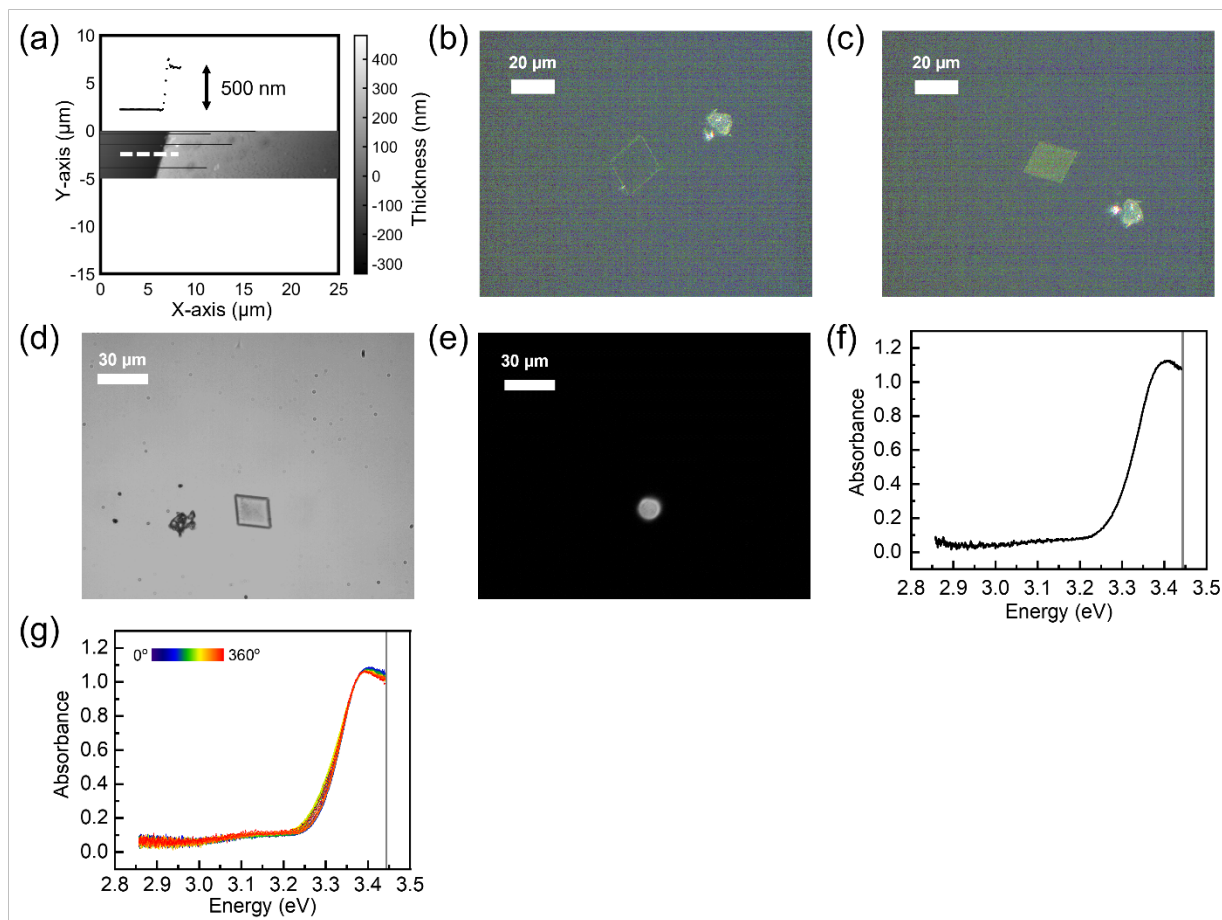 (a)
10
5
0
-5
-10
-15
Y-axis (µm)
0 5 10 15 20 25
X-axis (µm)
500 nm
400
300
200
100
0
-100
-200
-300
Thickness (nm)
(b)
20 µm
(c)
20 µm
(d)
30 µm
(e)
30 µm
(f)
1.2
1.0
0.8
0.6
0.4
0.2
0.0
Absorbance
2.8 2.9 3.0 3.1 3.2 3.3 3.4 3.5
Energy (eV)
(g)
0º 360º
1.2
1.0
0.8
0.6
0.4
0.2
0.0
Absorbance
2.8 2.9 3.0 3.1 3.2 3.3 3.4 3.5
Energy (eV)